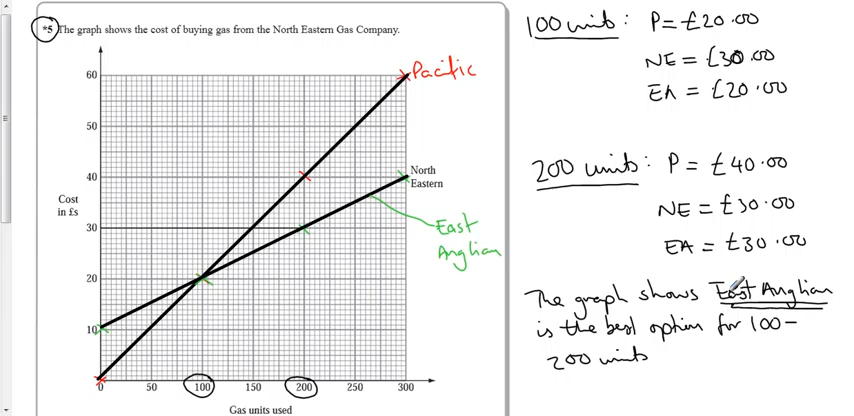 *5 The graph shows the cost of buying gas from the North Eastern Gas Company.
60
50
40
30
20
10
0
50
100
150
200
250
300
Cost
in £s
Gas units used
Pacific
North
Eastern
East
Anglian
100 units: P = £20.00
NE = £30.00
EA = £20.00
200 units: P = £40.00
NE = £30.00
EA = £30.00
The graph shows East Anglian
is the best option for 100-
200 units